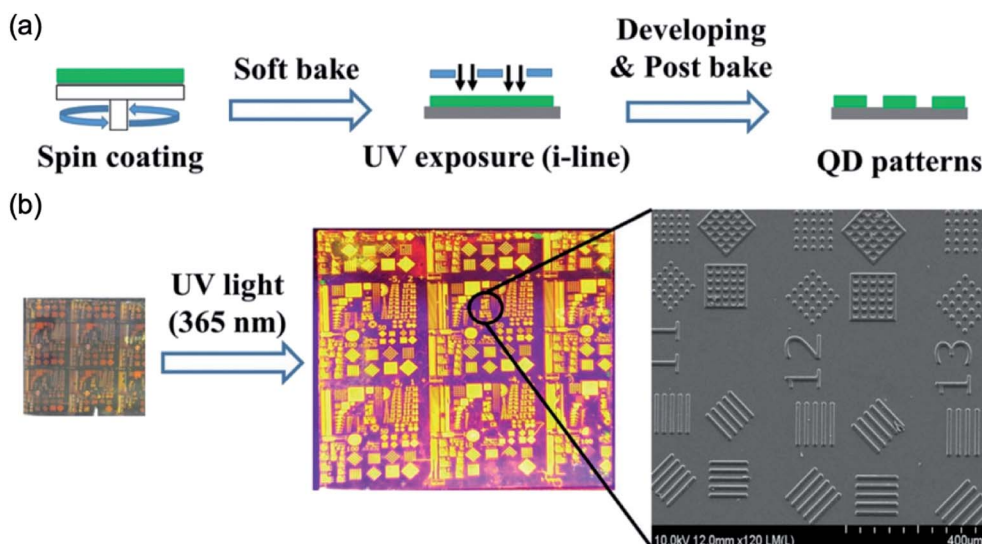 (a)
Spin coating
Soft bake
UV exposure (i-line)
Developing
& Post bake
QD patterns
(b)
UV light
(365 nm)
11
12
13
10.0kV 12.0mm x120 LM(L)
400μm